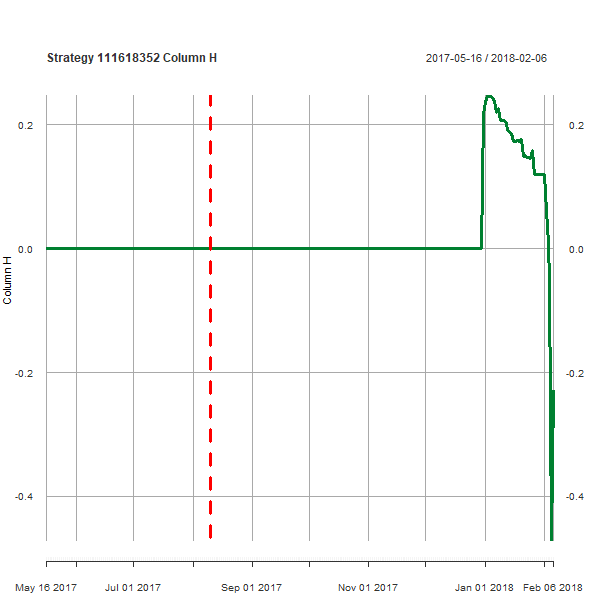 Strategy 111618352 Column H 2017-05-16 / 2018-02-06
0.2 0.2
0.0 0.0
Column H
-0.2 -0.2
-0.4 -0.4
May 16 2017 Jul 01 2017 Sep 01 2017 Nov 01 2017 Jan 01 2018 Feb 06 2018